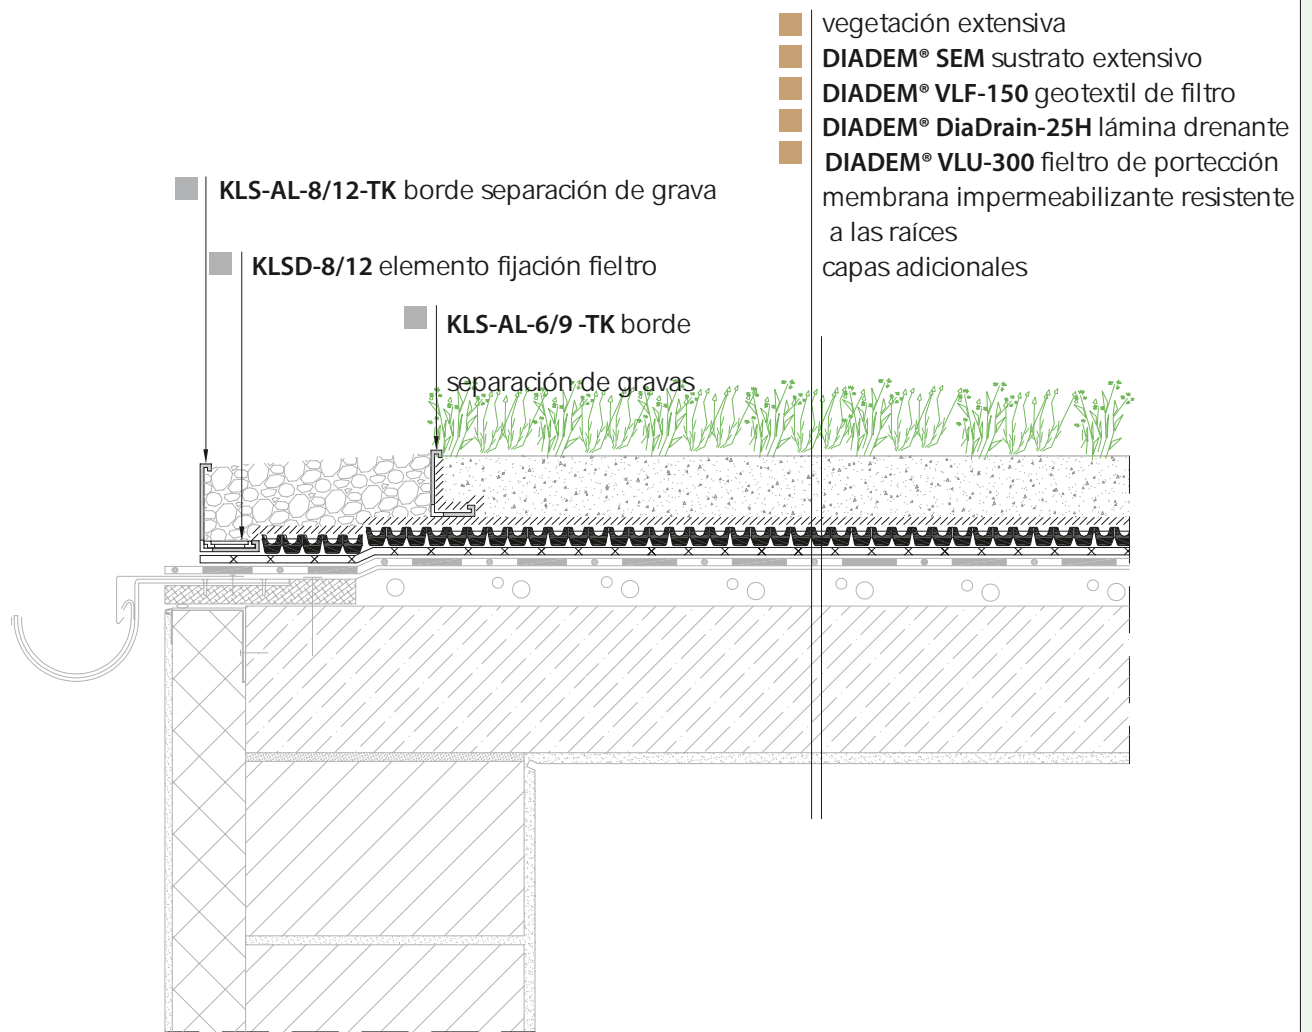 vegetación extensiva
DIADEM® SEM sustrato extensivo
DIADEM® VLF-150 geotextil de filtro
DIADEM® DiaDrain-25H lámina drenante
DIADEM® VLU-300 fieltro de portección
membrana impermeabilizante resistente
a las raíces
capas adicionales
KLS-AL-8/12-TK borde separación de grava
KLSD-8/12 elemento fijación fieltro
KLS-AL-6/9 -TK borde
separación de gravas